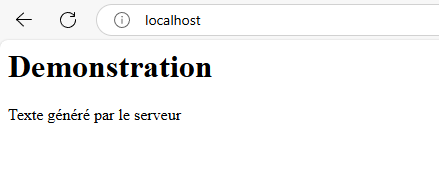 localhost
Demonstration
Texte généré par le serveur